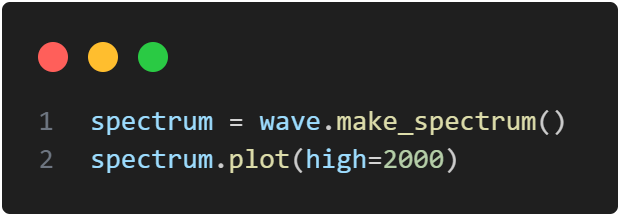 1 spectrum = wave.make_spectrum()
2 spectrum.plot(high=2000)